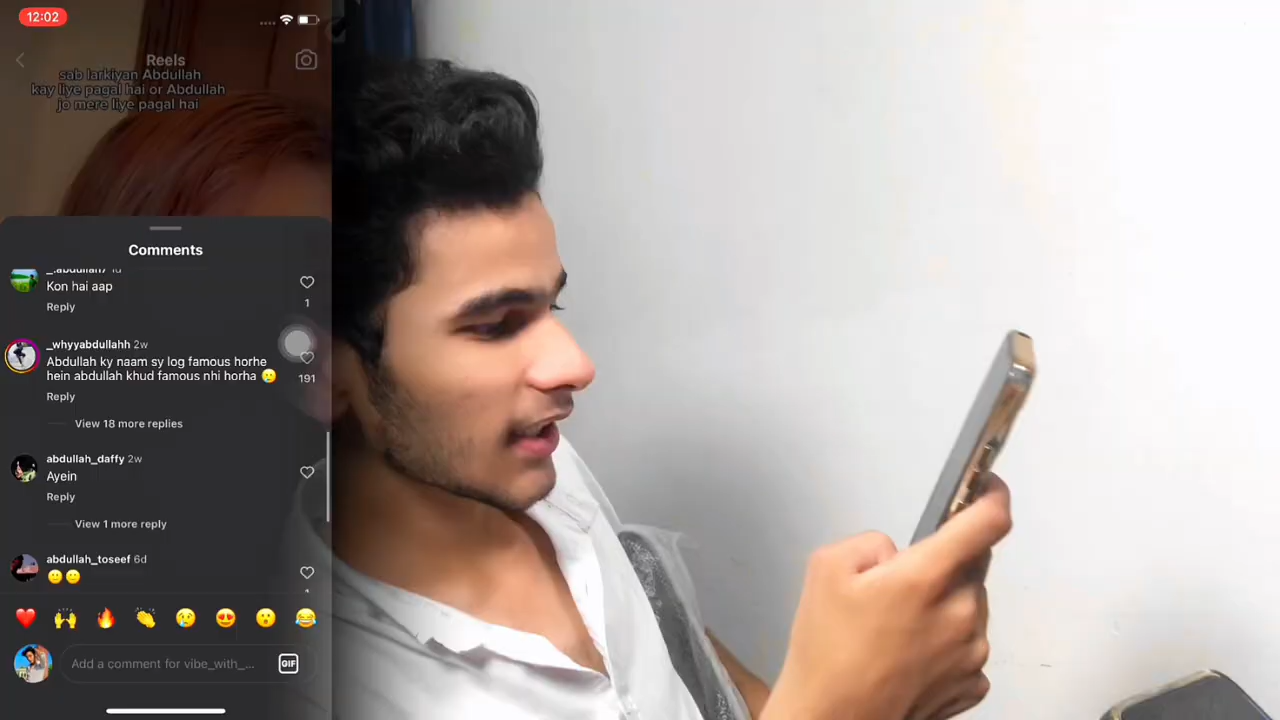 12:02
Reels
sab larkiyan Abdullah
kay liye pagal hai or Abdullah
jo mere liye pagal hai
Comments
_.abdullah7 1d
Kon hai aap
1
Reply
_whyyabdullahh 2w
Abdullah ky naam sy log famous horhe
hein abdullah khud famous nhi horha 🥲
191
Reply
View 18 more replies
abdullah_daffy 2w
Ayein
Reply
View 1 more reply
abdullah_toseef 6d
🙂🙂
❤️🙌🔥👏😢😍😮😂
Add a comment for vibe_with_...
GIF